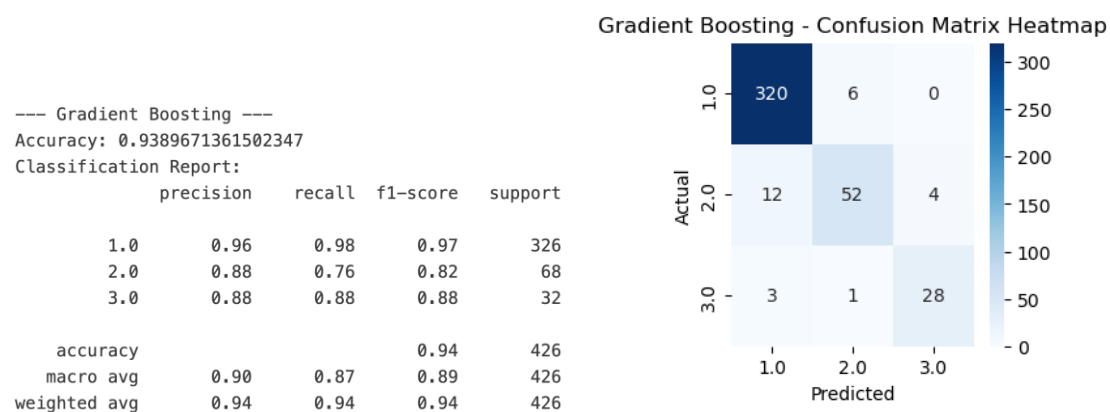 --- Gradient Boosting ---
Accuracy: 0.9389671361502347
Classification Report:
precision recall f1-score support
1.0 0.96 0.98 0.97 326
2.0 0.88 0.76 0.82 68
3.0 0.88 0.88 0.88 32
accuracy 0.94 426
macro avg 0.90 0.87 0.89 426
weighted avg 0.94 0.94 0.94 426
Gradient Boosting - Confusion Matrix Heatmap
1.0 320 6 0
2.0 12 52 4
3.0 3 1 28
1.0 2.0 3.0
Actual
Predicted
300
250
200
150
100
50
0